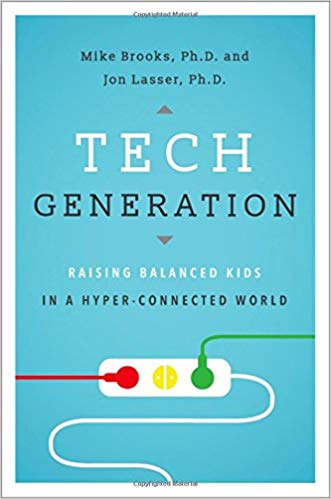 Mike Brooks, Ph.D. and
Jon Lasser, Ph.D.
TECH
GENERATION
RAISING BALANCED KIDS
IN A HYPER-CONNECTED WORLD